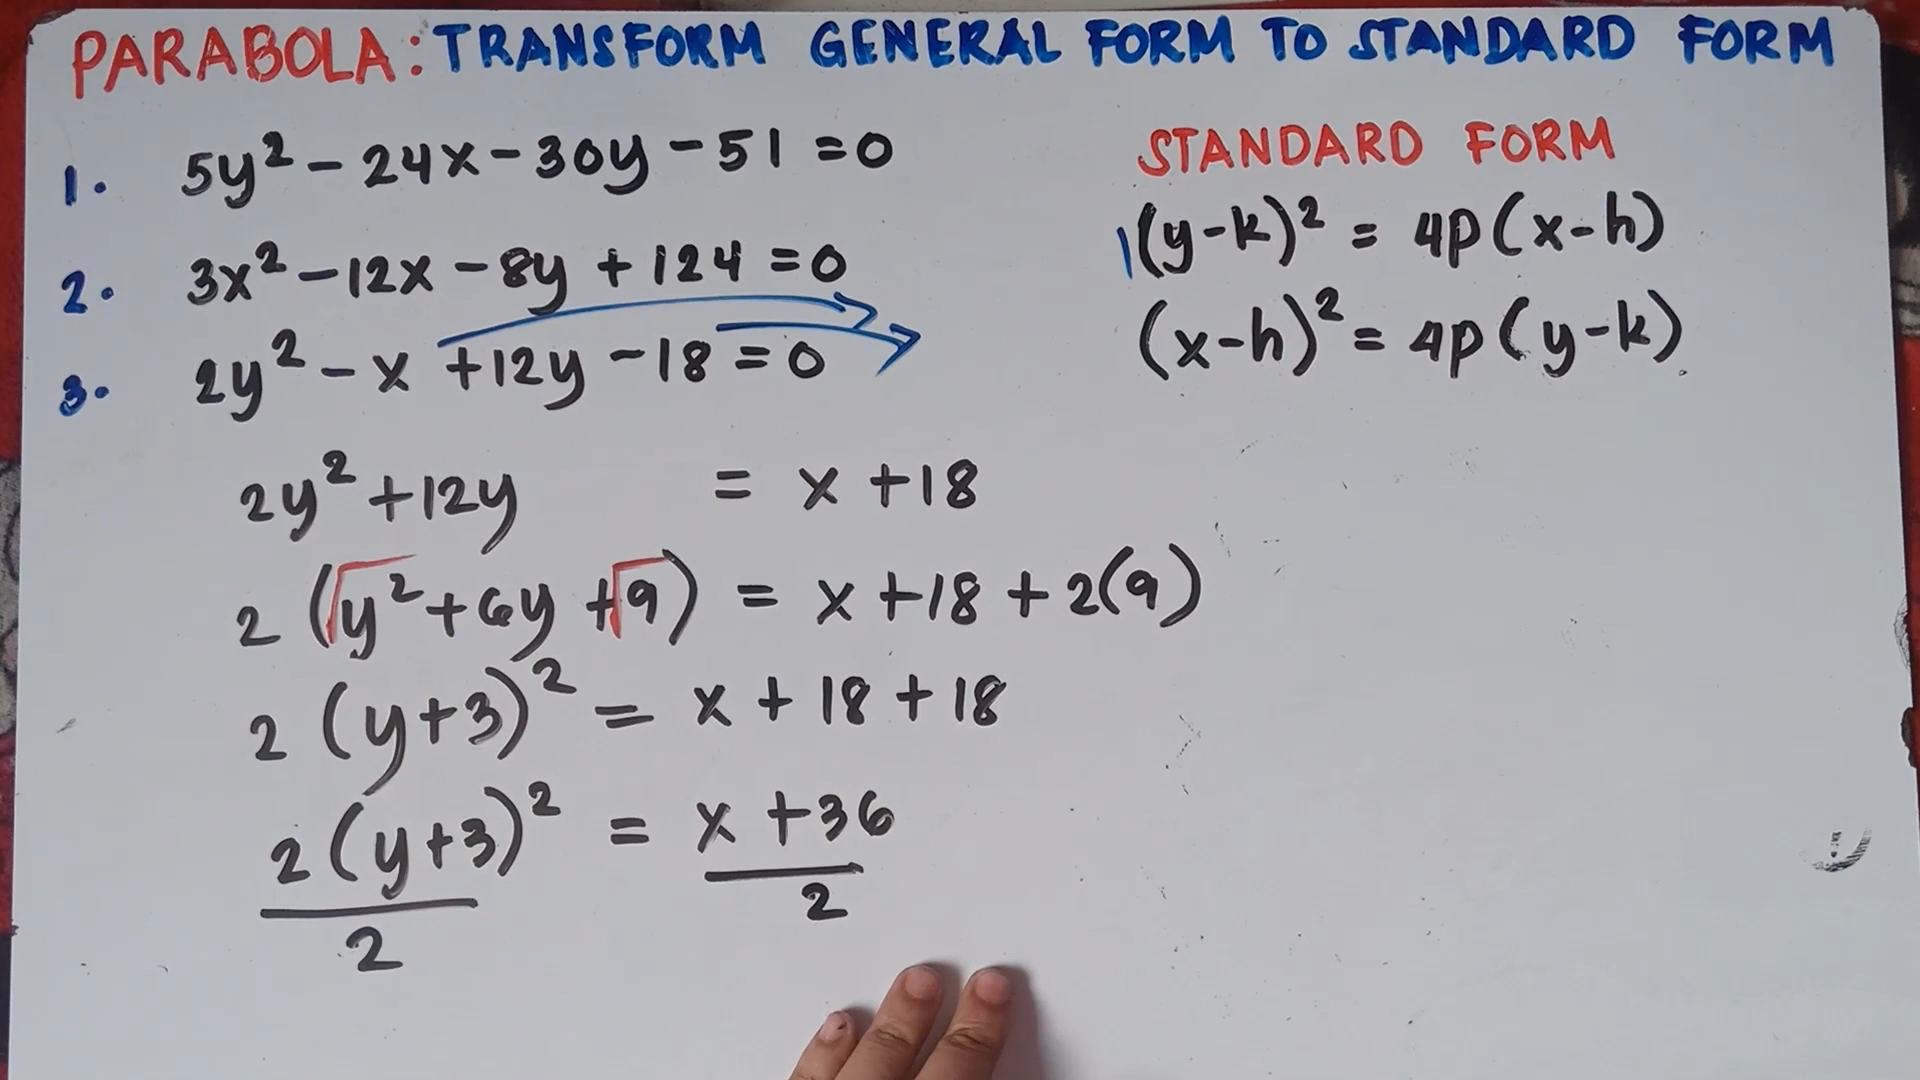 PARABOLA: TRANSFORM GENERAL FORM TO STANDARD FORM
1. 5y² - 24x - 30y - 51 = 0
2. 3x² - 12x - 8y + 124 = 0
3. 2y² - x + 12y - 18 = 0
STANDARD FORM
(y-k)² = 4p(x-h)
(x-h)² = 4p(y-k)
2y² + 12y = x + 18
2(√y² + 6y + √9) = x + 18 + 2(9)
2(y+3)² = x + 18 + 18
2(y+3)²/2 = x + 36/2